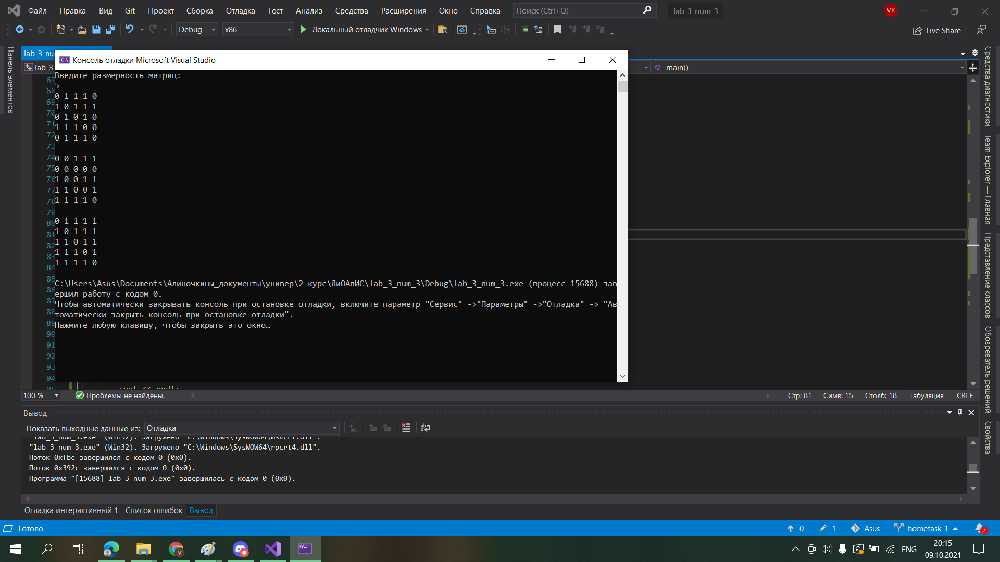 Файл Правка Вид Git Проект Сборка Отладка Тест Анализ Средства Расширения Окно Справка Поиск (Ctrl+Q) lab_3_num_3 VK
Debug x86 Локальный отладчик Windows Live Share
Панель элементов
lab_3_nu
lab_3_ main()
Консоль отладки Microsoft Visual Studio
67
68
69
70
71
72
73
74
75
76
77
78
79
80
81
82
83
84
85
86
87
88
89
90
91
92
93
94
95
Введите размерность матриц:
5
0 1 1 1 0
1 0 1 1 1
0 1 0 1 0
1 1 1 0 0
0 1 1 1 0
0 0 1 1 1
0 0 0 0 0
1 0 0 1 1
1 1 0 0 1
1 1 1 1 0
0 1 1 1 1
1 0 1 1 1
1 1 0 1 1
1 1 1 0 1
1 1 1 1 0
C:\Users\Asus\Documents\Алиночкины_документы\универ\2 курс\ЛиОАвИС\lab_3_num_3\Debug\lab_3_num_3.exe (процесс 15688) зав
ершил работу с кодом 0.
Чтобы автоматически закрывать консоль при остановке отладки, включите параметр "Сервис" ->"Параметры" ->"Отладка" -> "Ав
томатически закрыть консоль при остановке отладки".
Нажмите любую клавишу, чтобы закрыть это окно…
cout << endl;
Средства диагностики
Team Explorer — Главная
Представление классов
Обозреватель решений
Свойства
100 % Проблемы не найдены. Стр: 81 Симв: 15 Столб: 18 Табуляция CRLF
Вывод
Показать выходные данные из: Отладка
"lab_3_num_3.exe" (Win32). Загружено "C:\Windows\SysWOW64\msvcrt.dll".
"lab_3_num_3.exe" (Win32). Загружено "C:\Windows\SysWOW64\rpcrt4.dll".
Поток 0xfbc завершился с кодом 0 (0x0).
Поток 0x392c завершился с кодом 0 (0x0).
Программа "[15688] lab_3_num_3.exe" завершилась с кодом 0 (0x0).
Отладка интерактивный 1 Список ошибок Вывод
Готово 0 1 Asus hometask_1 2
ENG 20:15
09.10.2021